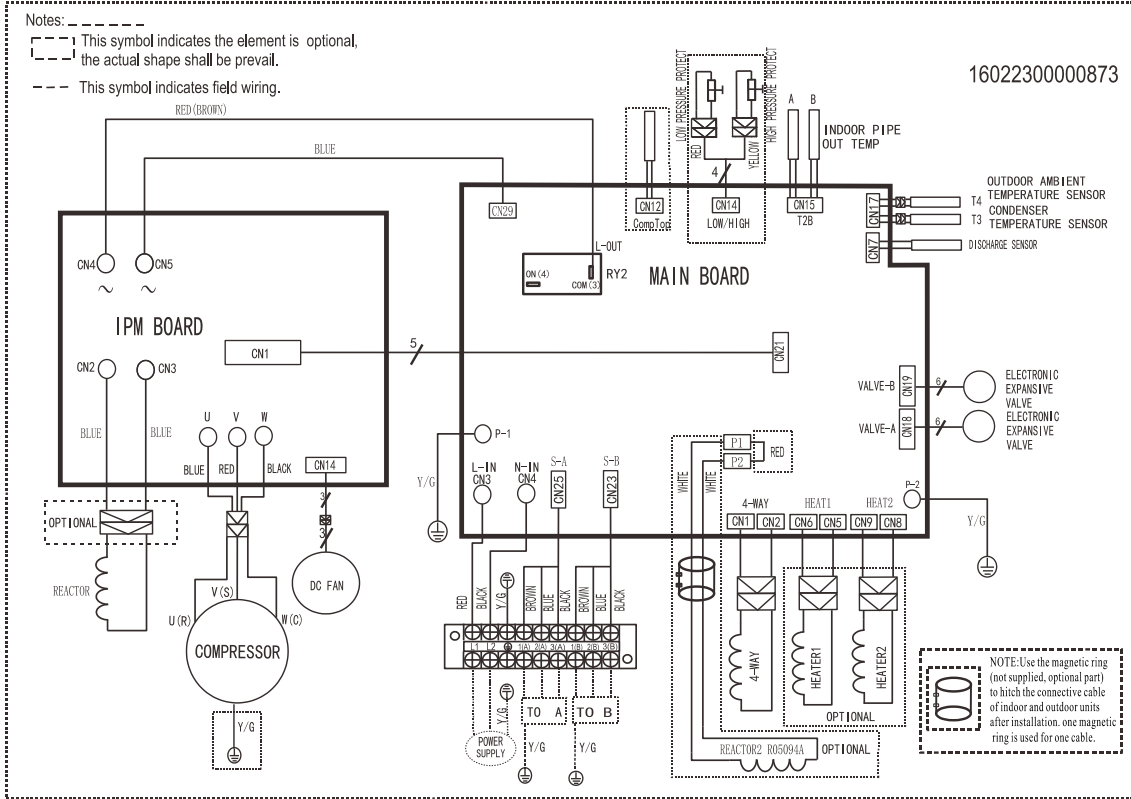 Notes:
This symbol indicates the element is optional,
the actual shape shall be prevail.
This symbol indicates field wiring.
16022300000873
RED(BROWN)
BLUE
LOW PRESSURE PROTECT
HIGH PRESSURE PROTECT
RED
YELLOW
4
A
B
INDOOR PIPE
OUT TEMP
CN12
CompTop
CN14
LOW/HIGH
CN15
T2B
CN17
T4
OUTDOOR AMBIENT
TEMPERATURE SENSOR
T3
CONDENSER
TEMPERATURE SENSOR
CN7
DISCHARGE SENSOR
CN29
L-OUT
ON(4)
COM(3)
RY2
MAIN BOARD
CN4
CN5
IPM BOARD
CN1
5
CN21
CN2
CN3
BLUE
BLUE
U
V
W
BLUE
RED
BLACK
CN14
3
3
DC FAN
OPTIONAL
REACTOR
V(S)
U(R)
W(C)
COMPRESSOR
Y/G
VALVE-B
CN19
6
ELECTRONIC
EXPANSIVE
VALVE
VALVE-A
CN18
6
ELECTRONIC
EXPANSIVE
VALVE
P-1
Y/G
L-IN
CN3
N-IN
CN4
S-A
CN25
S-B
CN23
P1
P2
RED
WHITE
WHITE
P-2
Y/G
4-WAY
HEAT1
HEAT2
CN1
CN2
CN6
CN5
CN9
CN8
RED
BLACK
Y/G
BROWN
BLUE
BLACK
BROWN
BLUE
BLACK
L1
L2
1(A)
2(A)
3(A)
1(B)
2(B)
3(B)
Y/G
TO A
TO B
POWER
SUPPLY
Y/G
Y/G
4-WAY
HEATER1
HEATER2
OPTIONAL
REACTOR2 R05094A
OPTIONAL
NOTE:Use the magnetic ring
(not supplied, optional part)
to hitch the connective cable
of indoor and outdoor units
after installation. one magnetic
ring is used for one cable.